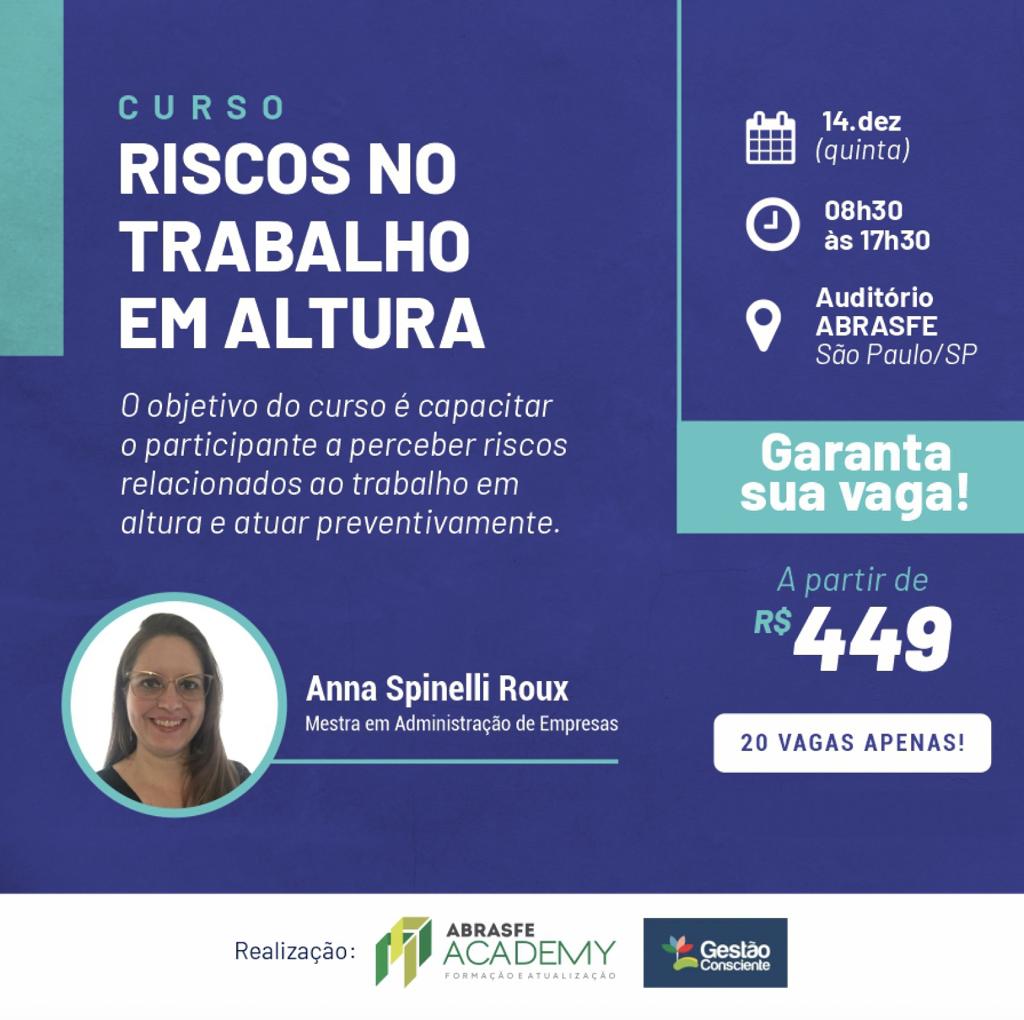 CURSO
RISCOS NO
TRABALHO
EM ALTURA
O objetivo do curso é capacitar
o participante a perceber riscos
relacionados ao trabalho em
altura e atuar preventivamente.
Anna Spinelli Roux
Mestra em Administração de Empresas
14.dez
(quinta)
08h30
às 17h30
Auditório
ABRASFE
São Paulo/SP
Garanta
sua vaga!
A partir de
R$449
20 VAGAS APENAS!
Realização:
ABRASFE
ACADEMY
FORMAÇÃO E ATUALIZAÇÃO
Gestão
Consciente